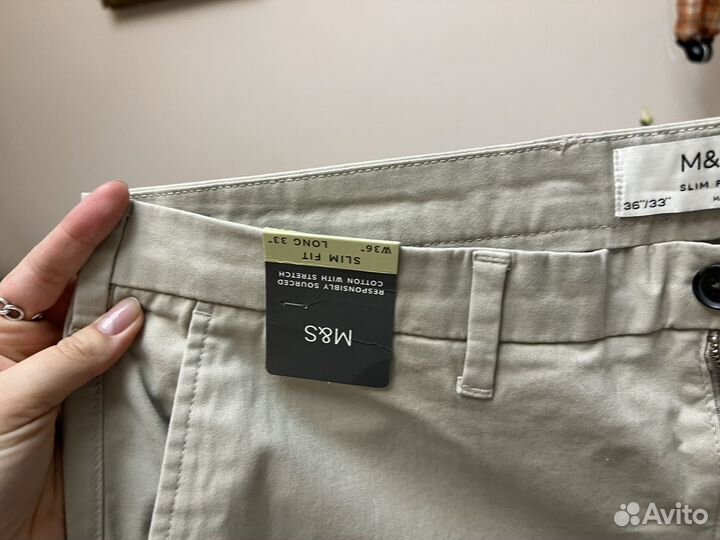 M&
SLIM F
36"/33"
W36" LONG 33"
SLIM FIT
RESPONSIBLY SOURCED
COTTON WITH STRETCH
M&S
Avito